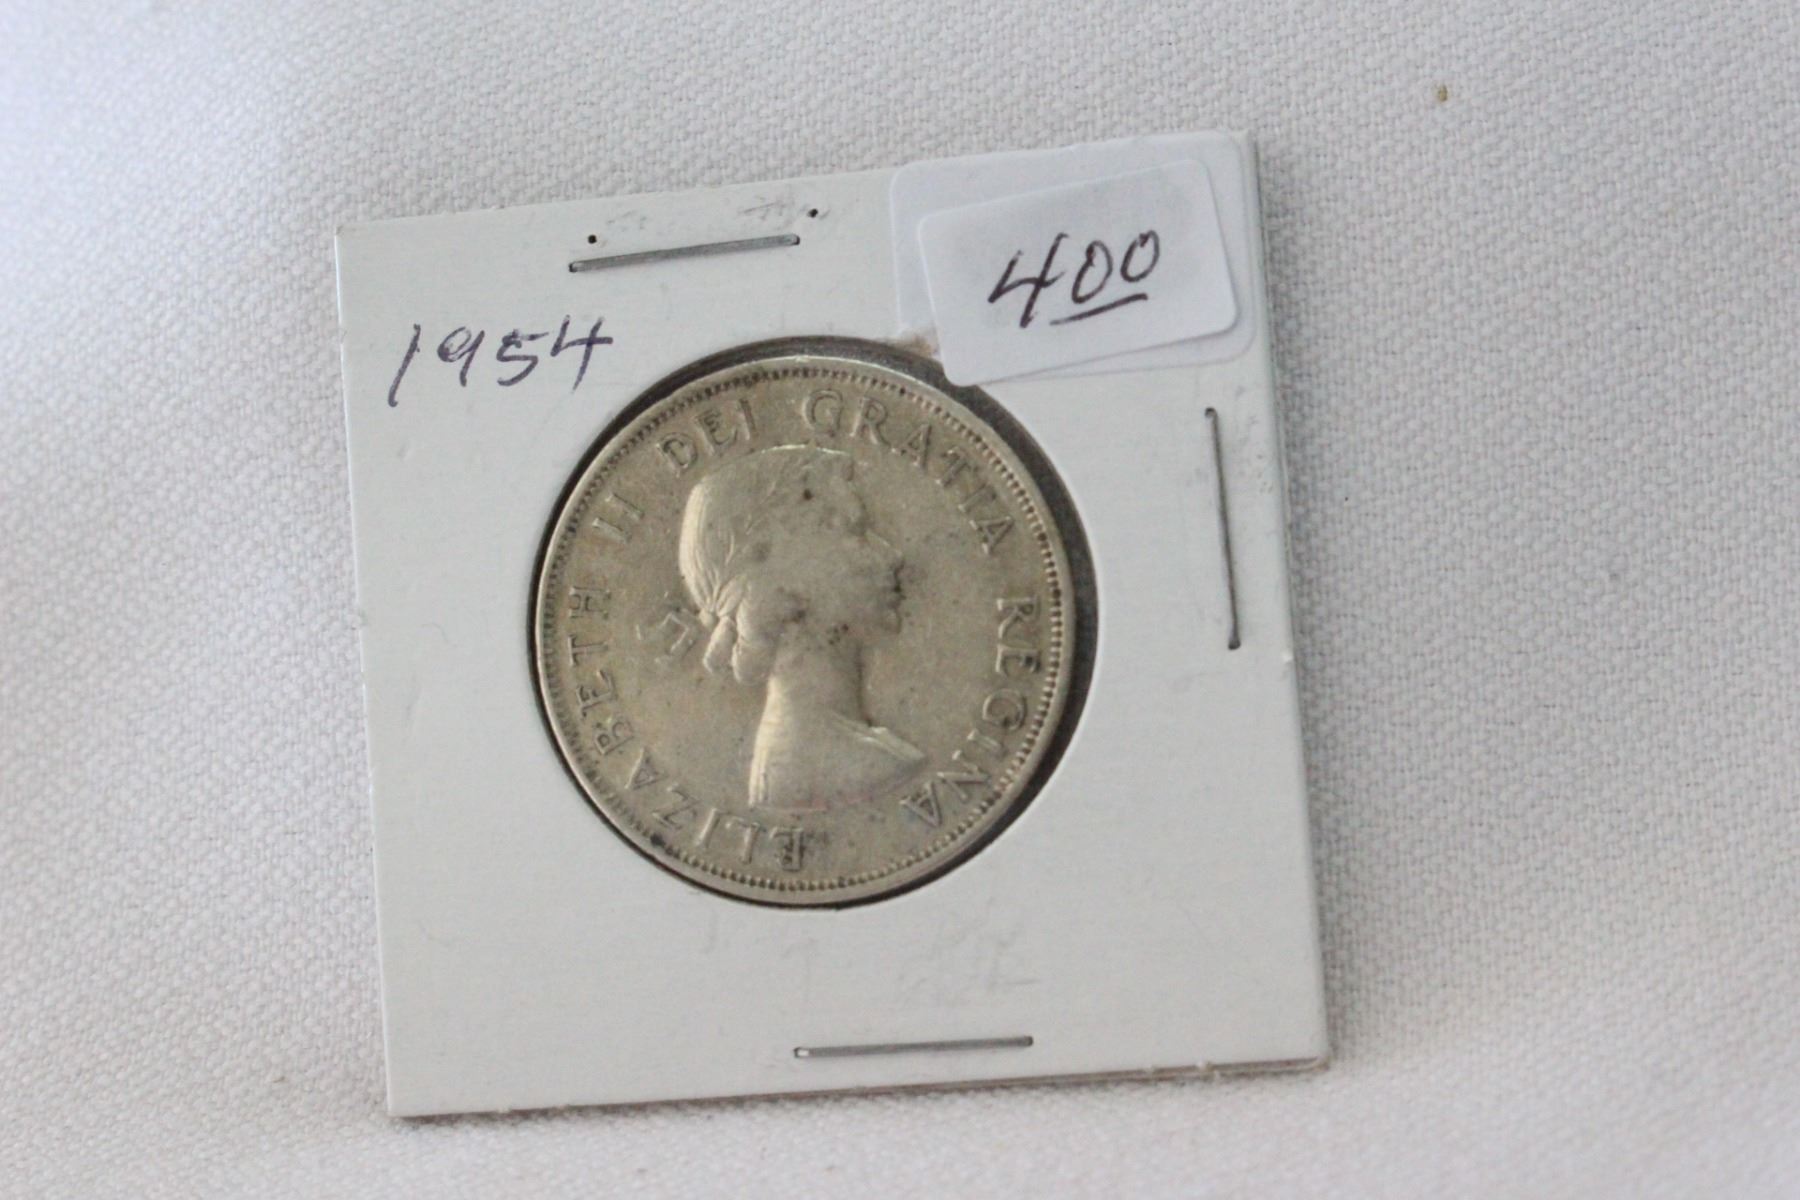 400
1954
ELIZABETH II DEI GRATIA REGINA